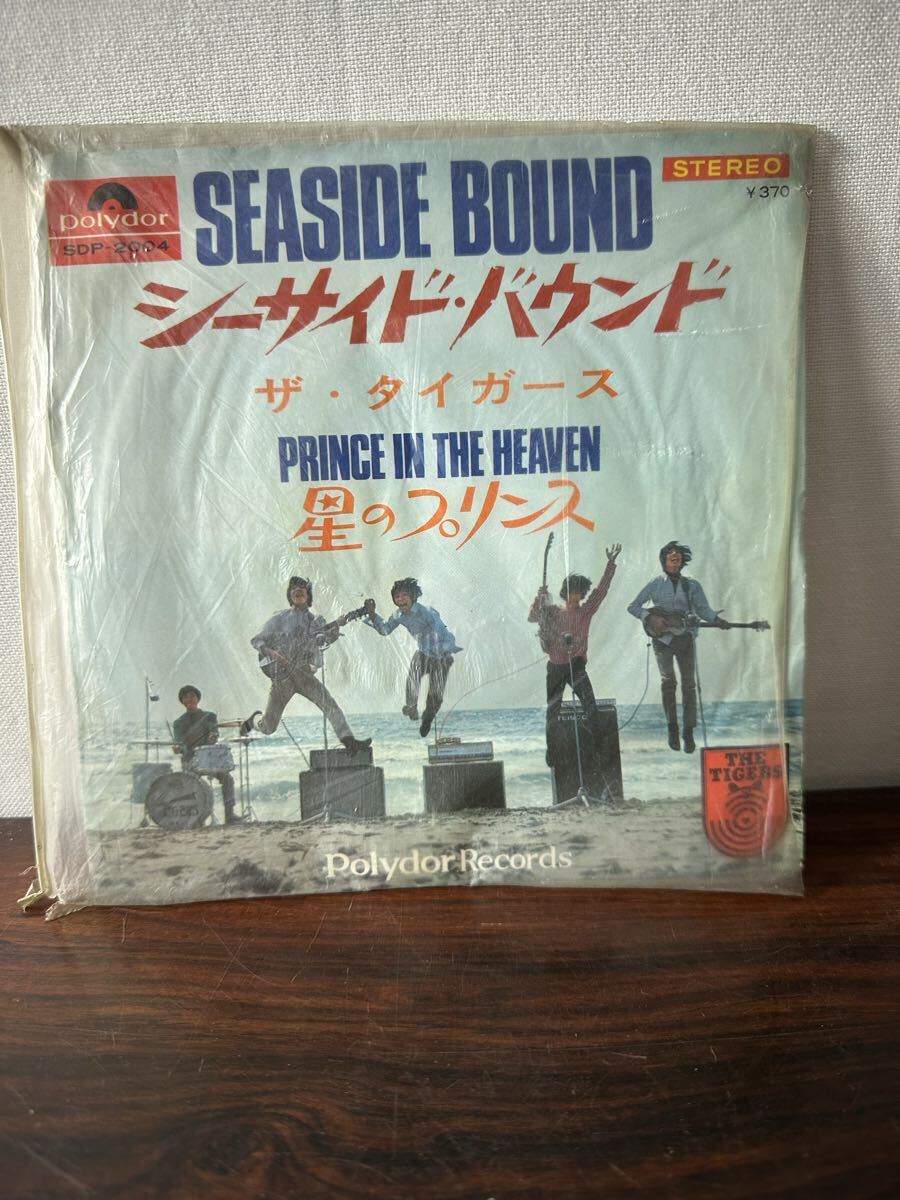 polydor
SDP-2004
SEASIDE BOUND
STEREO
¥370
シーサイド・バウンド
ザ・タイガース
PRINCE IN THE HEAVEN
星のプリンス
THE
TIGERS
Polydor Records